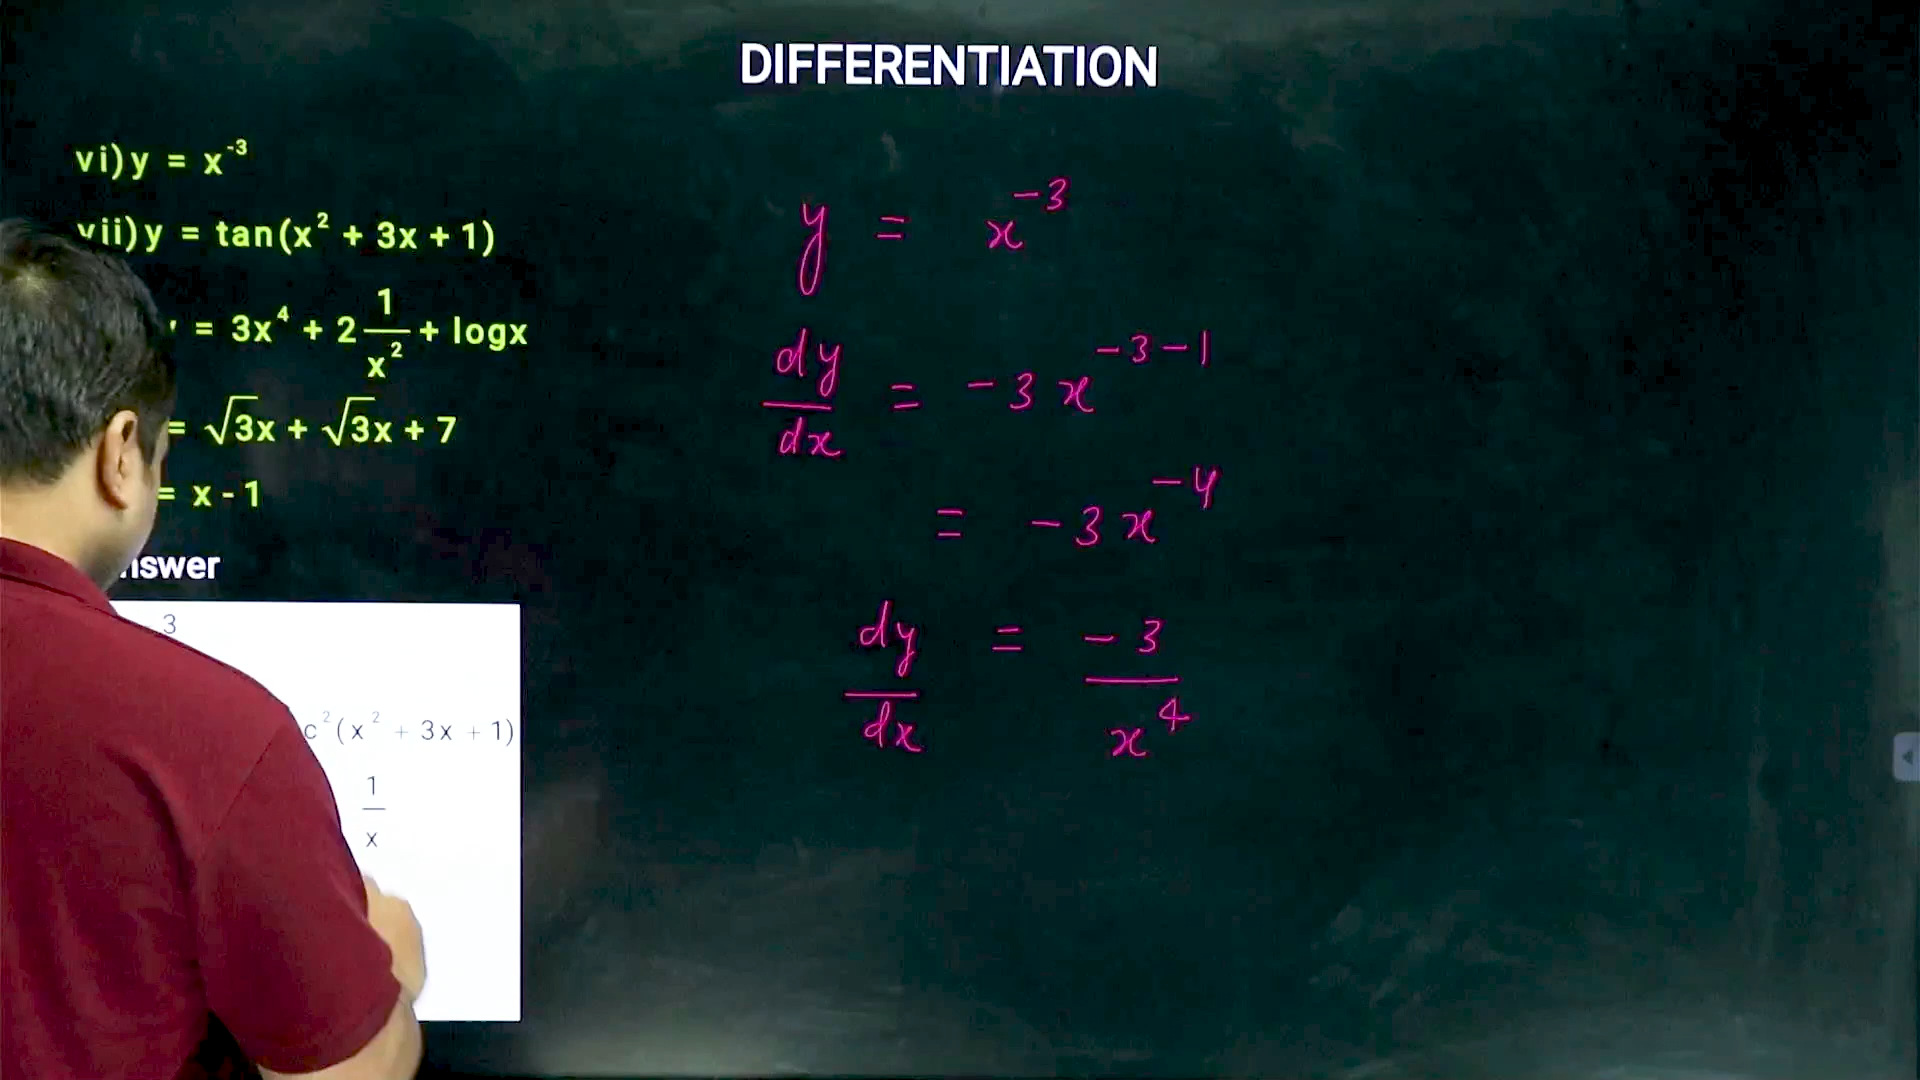 DIFFERENTIATION
vi) y = x⁻³
vii) y = tan(x² + 3x + 1)
= 3x⁴ + 2 1/x² + logx
= √3x + √3x + 7
= x - 1
3
c²(x² + 3x + 1)
1/x
y = x⁻³
dy/dx = -3x⁻³⁻¹
= -3x⁻⁴
dy/dx = -3/x⁴